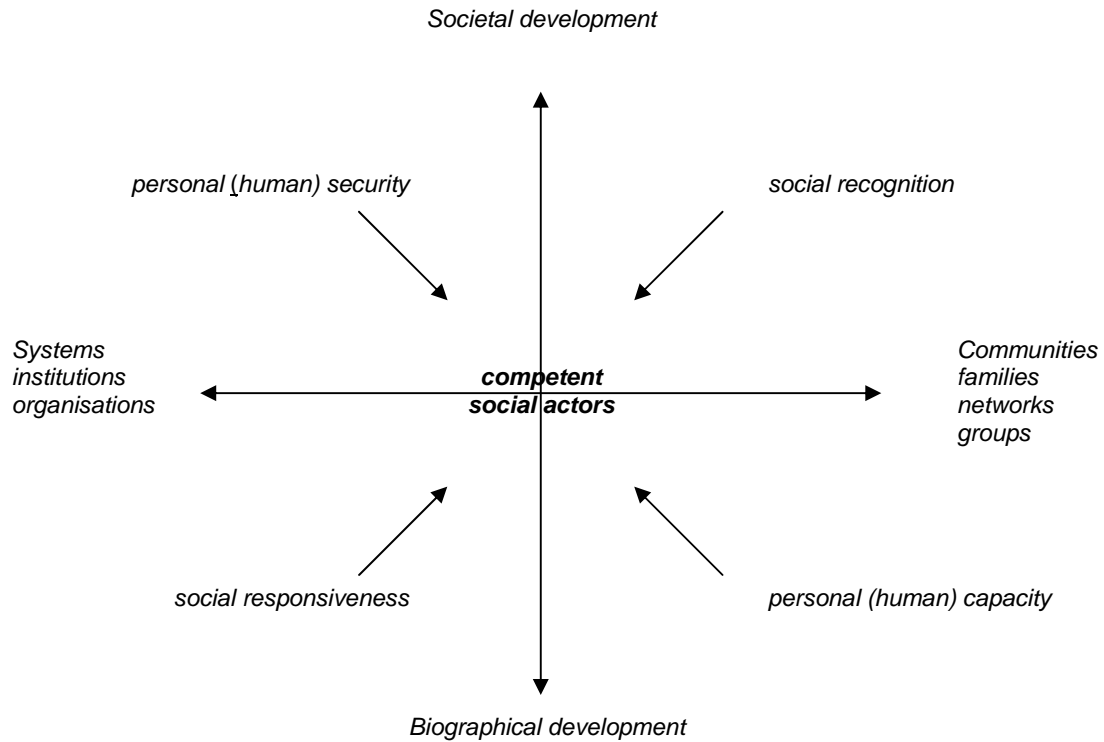 Societal development
personal (human) security
social recognition
Systems
institutions
organisations
competent
social actors
Communities
families
networks
groups
social responsiveness
personal (human) capacity
Biographical development